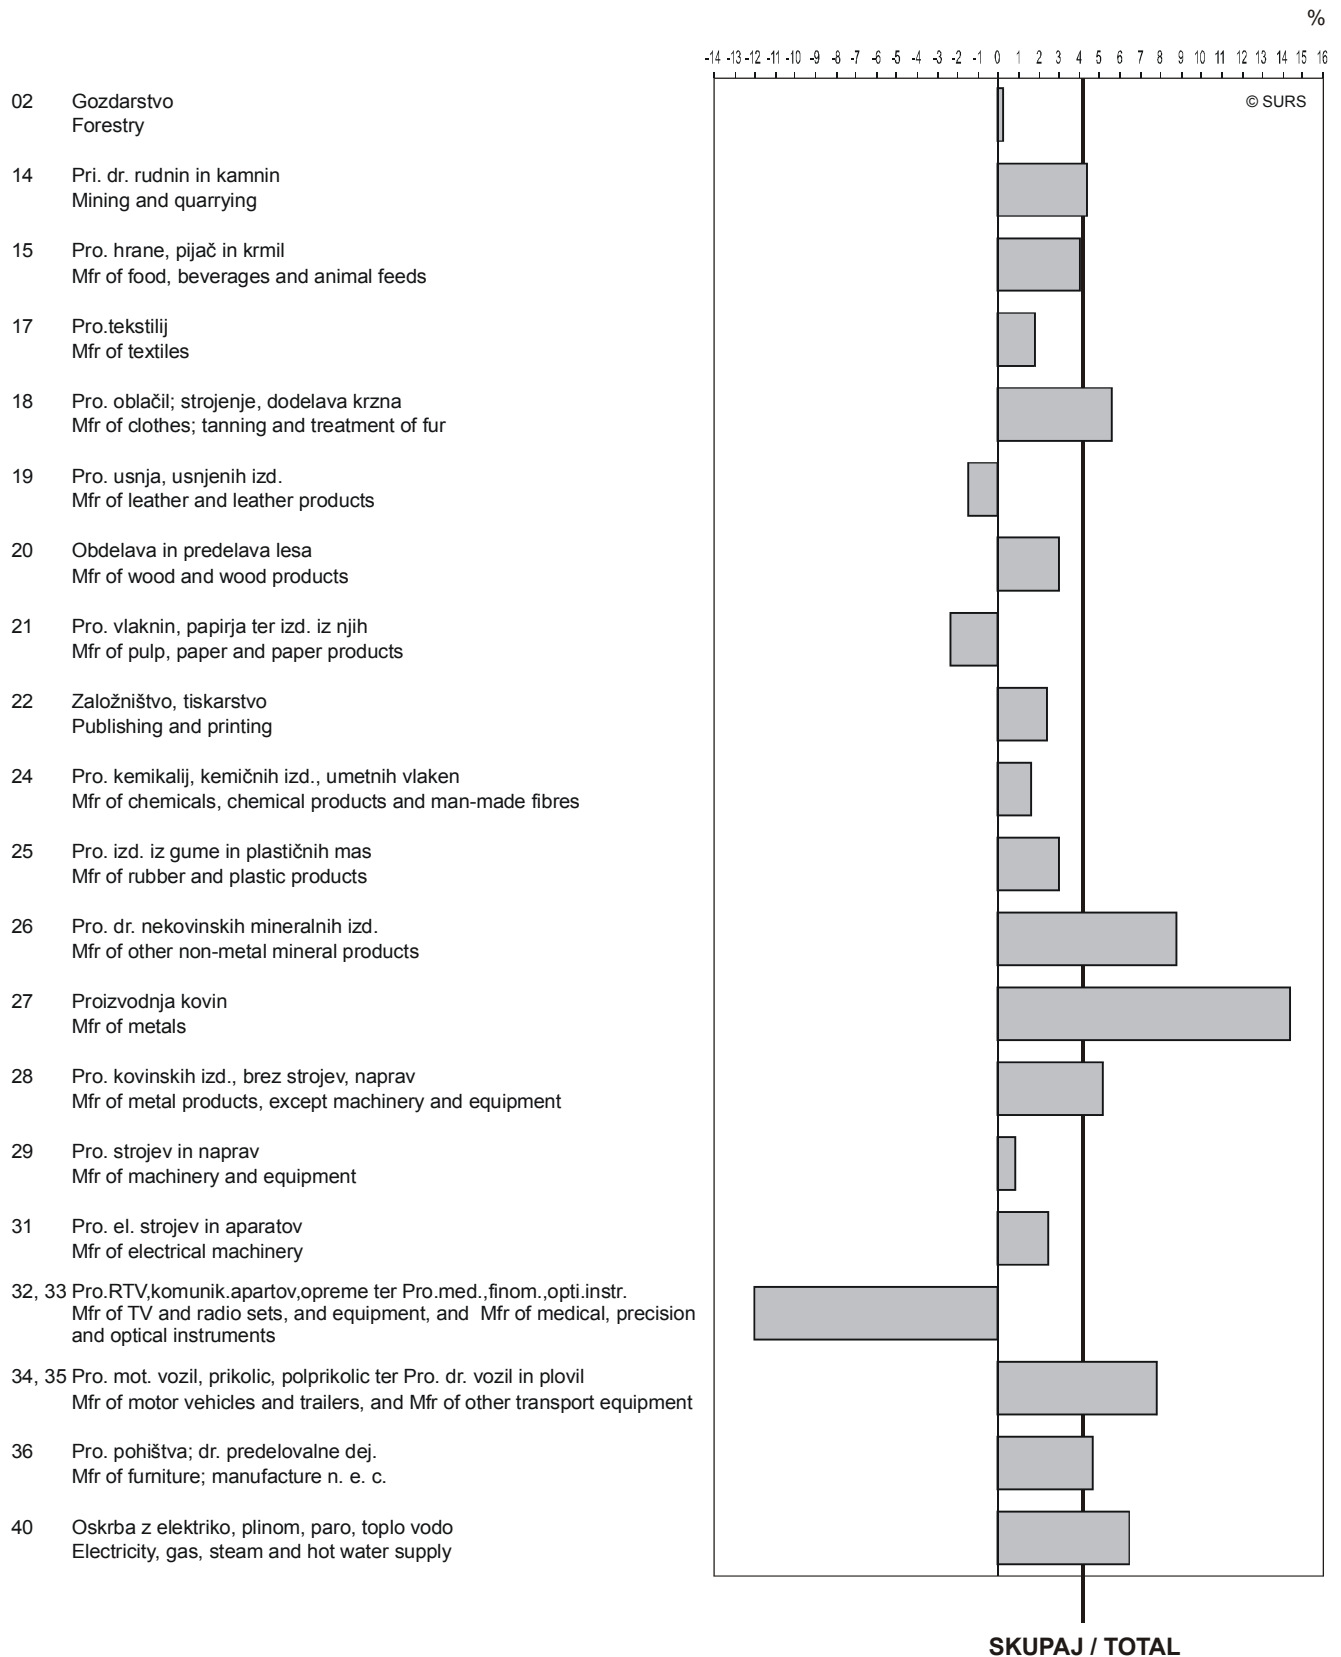 %
-14 -13 -12 -11 -10 -9 -8 -7 -6 -5 -4 -3 -2 -1 0 1 2 3 4 5 6 7 8 9 10 11 12 13 14 15 16
© SURS
02 Gozdarstvo
Forestry
14 Pri. dr. rudnin in kamnin
Mining and quarrying
15 Pro. hrane, pijač in krmil
Mfr of food, beverages and animal feeds
17 Pro.tekstilij
Mfr of textiles
18 Pro. oblačil; strojenje, dodelava krzna
Mfr of clothes; tanning and treatment of fur
19 Pro. usnja, usnjenih izd.
Mfr of leather and leather products
20 Obdelava in predelava lesa
Mfr of wood and wood products
21 Pro. vlaknin, papirja ter izd. iz njih
Mfr of pulp, paper and paper products
22 Založništvo, tiskarstvo
Publishing and printing
24 Pro. kemikalij, kemičnih izd., umetnih vlaken
Mfr of chemicals, chemical products and man-made fibres
25 Pro. izd. iz gume in plastičnih mas
Mfr of rubber and plastic products
26 Pro. dr. nekovinskih mineralnih izd.
Mfr of other non-metal mineral products
27 Proizvodnja kovin
Mfr of metals
28 Pro. kovinskih izd., brez strojev, naprav
Mfr of metal products, except machinery and equipment
29 Pro. strojev in naprav
Mfr of machinery and equipment
31 Pro. el. strojev in aparatov
Mfr of electrical machinery
32, 33 Pro.RTV,komunik.apartov,opreme ter Pro.med.,finom.,opti.instr.
Mfr of TV and radio sets, and equipment, and Mfr of medical, precision
and optical instruments
34, 35 Pro. mot. vozil, prikolic, polprikolic ter Pro. dr. vozil in plovil
Mfr of motor vehicles and trailers, and Mfr of other transport equipment
36 Pro. pohištva; dr. predelovalne dej.
Mfr of furniture; manufacture n. e. c.
40 Oskrba z elektriko, plinom, paro, toplo vodo
Electricity, gas, steam and hot water supply
SKUPAJ / TOTAL